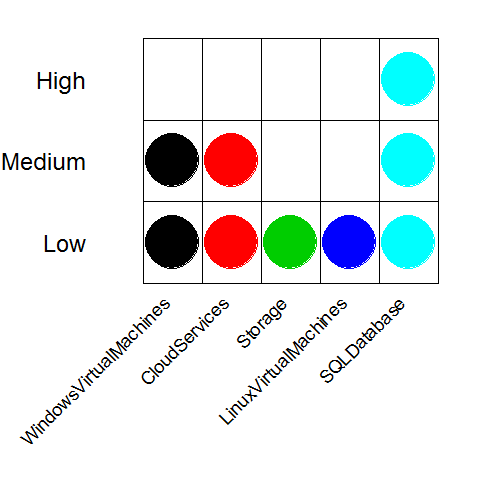 High
Medium
Low
WindowsVirtualMachines
CloudServices
Storage
LinuxVirtualMachines
SQLDatabase